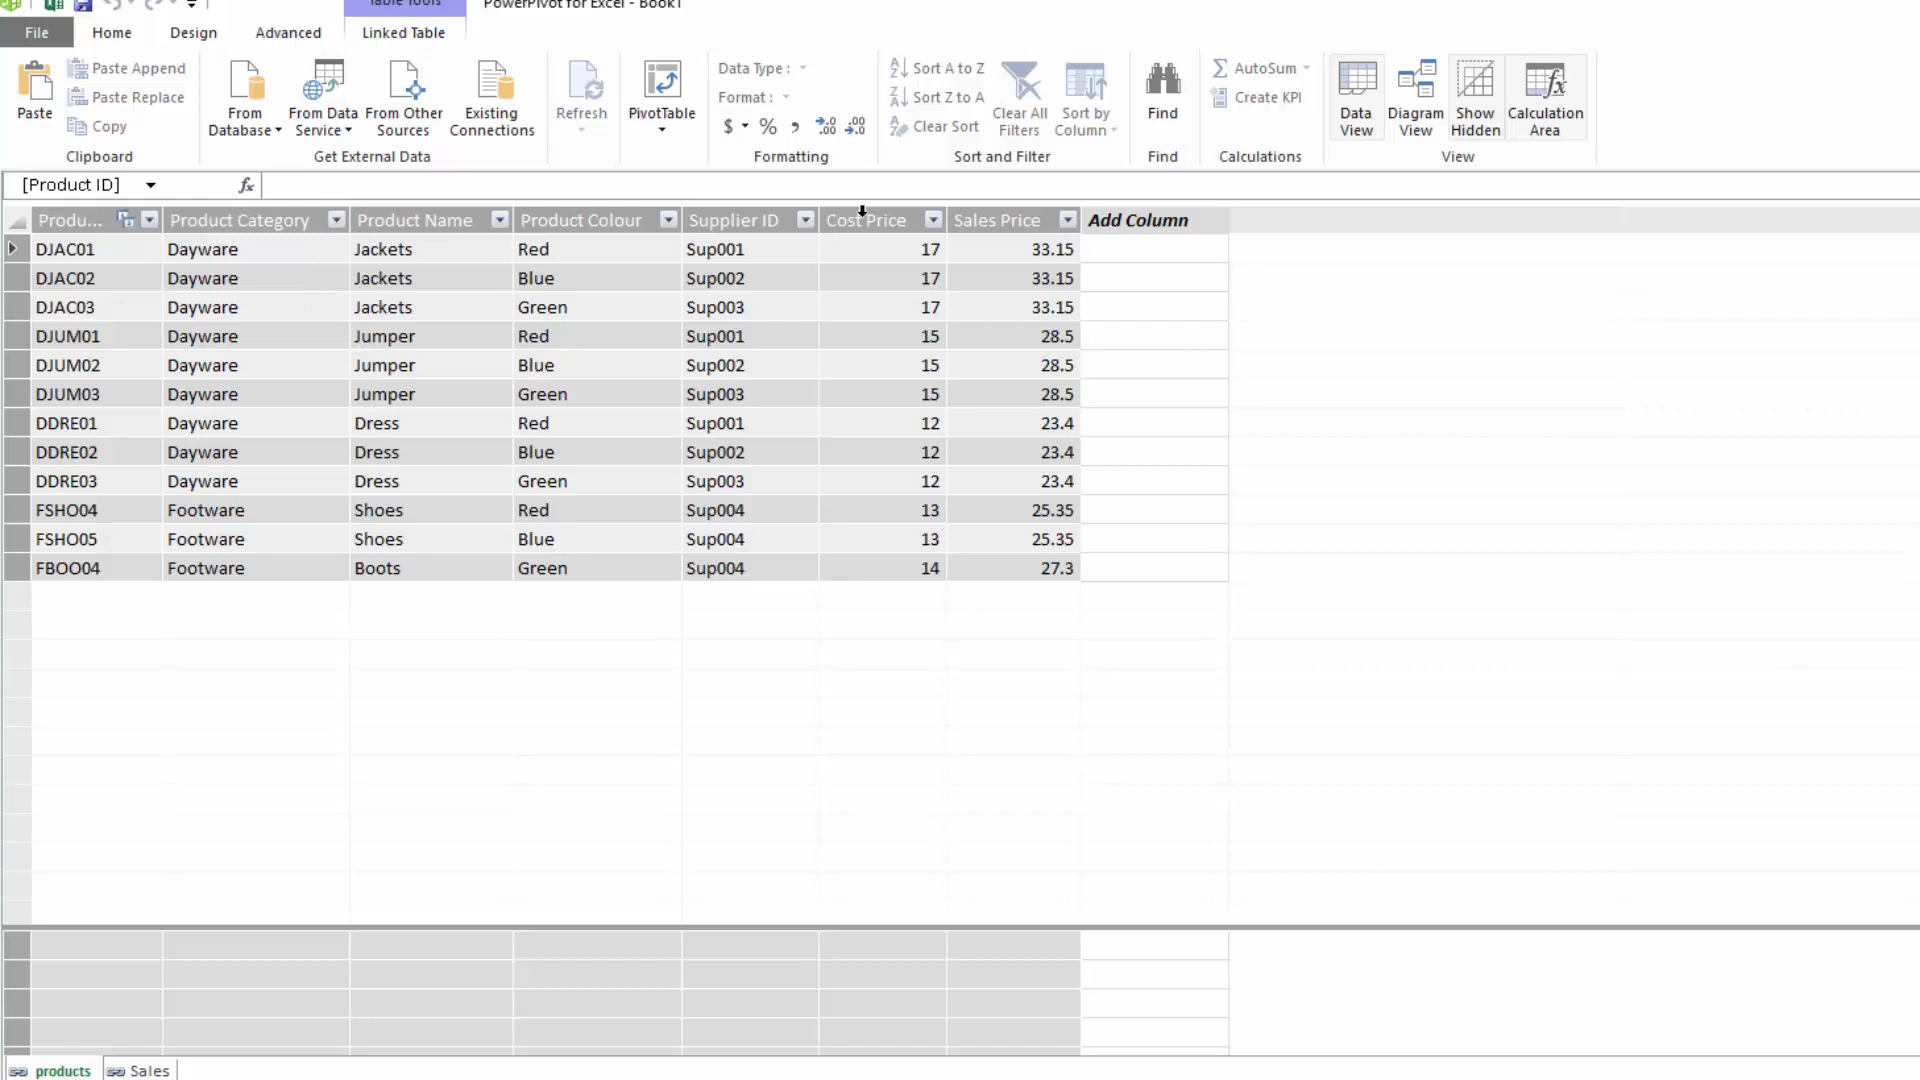 Table Tools
PowerPivot for Excel - Book1
File Home Design Advanced Linked Table
Paste
Paste Append
Paste Replace
Copy
Clipboard
From Database
From Data Service
From Other Sources
Existing Connections
Get External Data
Refresh
PivotTable
Data Type :
Format :
$ % , .00 .00
Formatting
Sort A to Z
Sort Z to A
Clear Sort
Clear All Filters
Sort by Column
Sort and Filter
Find
Find
AutoSum
Create KPI
Calculations
Data View
Diagram View
Show Hidden
Calculation Area
View
[Product ID] fx
Produ... Product Category Product Name Product Colour Supplier ID Cost Price Sales Price Add Column
DJAC01 Dayware Jackets Red Sup001 17 33.15
DJAC02 Dayware Jackets Blue Sup002 17 33.15
DJAC03 Dayware Jackets Green Sup003 17 33.15
DJUM01 Dayware Jumper Red Sup001 15 28.5
DJUM02 Dayware Jumper Blue Sup002 15 28.5
DJUM03 Dayware Jumper Green Sup003 15 28.5
DDRE01 Dayware Dress Red Sup001 12 23.4
DDRE02 Dayware Dress Blue Sup002 12 23.4
DDRE03 Dayware Dress Green Sup003 12 23.4
FSHO04 Footware Shoes Red Sup004 13 25.35
FSHO05 Footware Shoes Blue Sup004 13 25.35
FBOO04 Footware Boots Green Sup004 14 27.3
products Sales